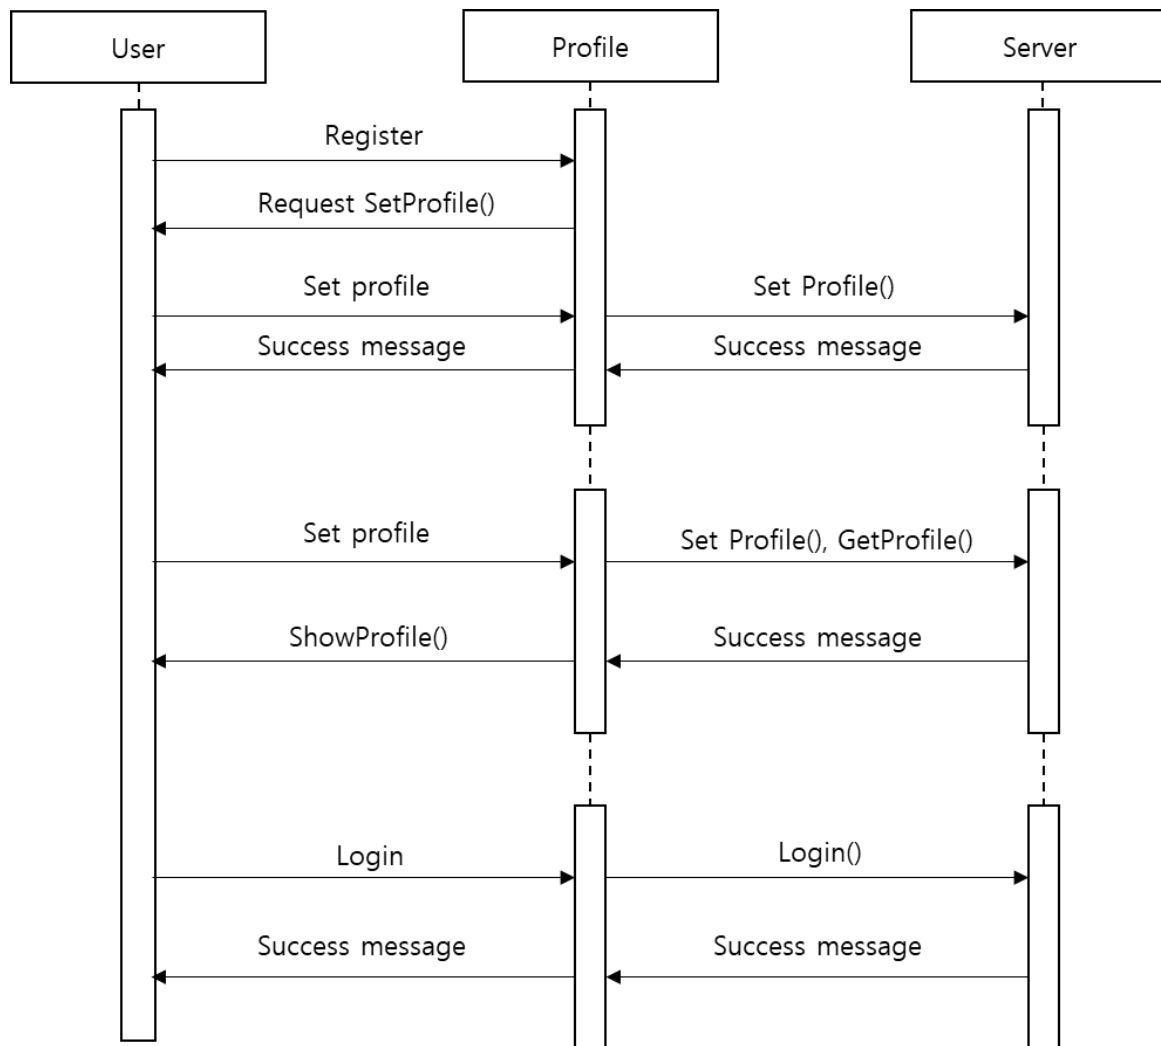 User
Profile
Server
Register
Request SetProfile()
Set profile
Set Profile()
Success message
Success message
Set profile
Set Profile(), GetProfile()
ShowProfile()
Success message
Login
Login()
Success message
Success message